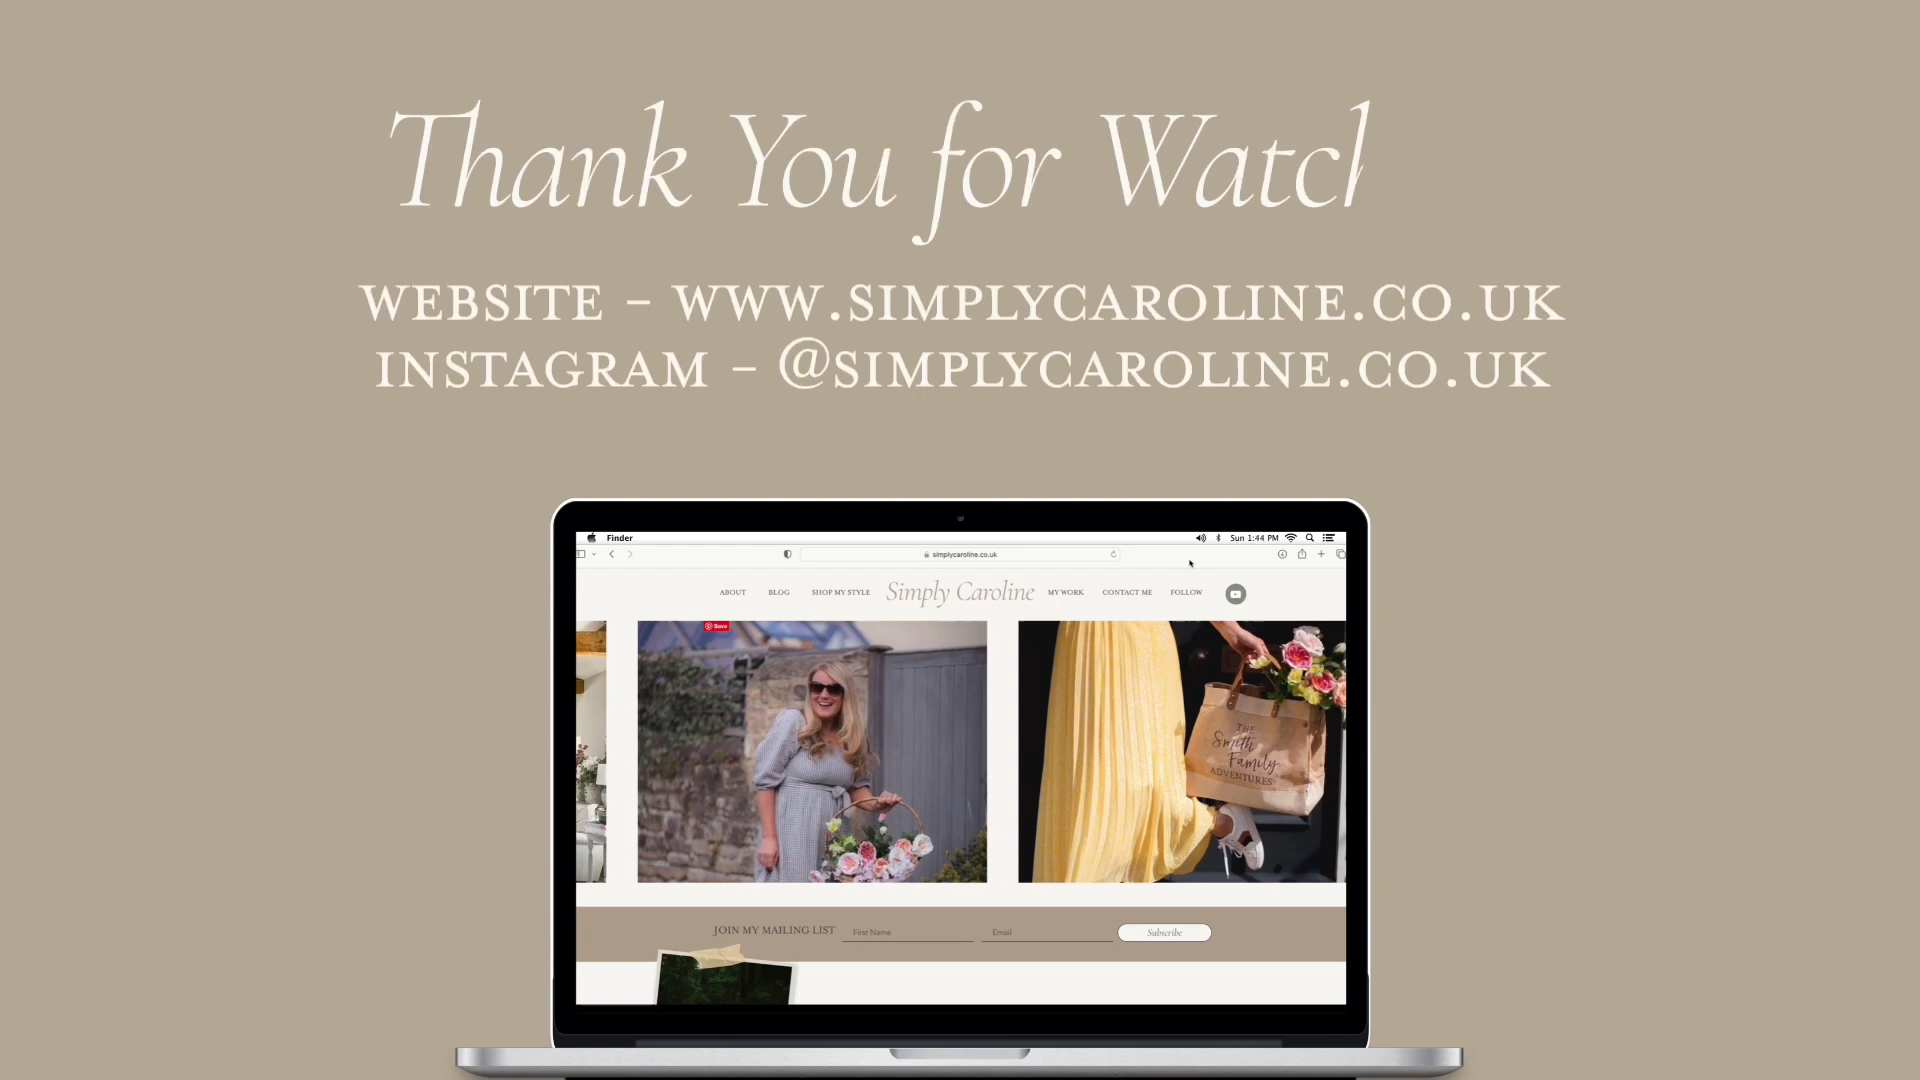 Thank You for Watch
WEBSITE - WWW.SIMPLYCAROLINE.CO.UK
INSTAGRAM - @SIMPLYCAROLINE.CO.UK
Finder
Sun 1:44 PM
simplycaroline.co.uk
ABOUT BLOG SHOP MY STYLE Simply Caroline MY WORK CONTACT ME FOLLOW
Save
THE
Smith
Family
ADVENTURES
JOIN MY MAILING LIST First Name Email Subscribe